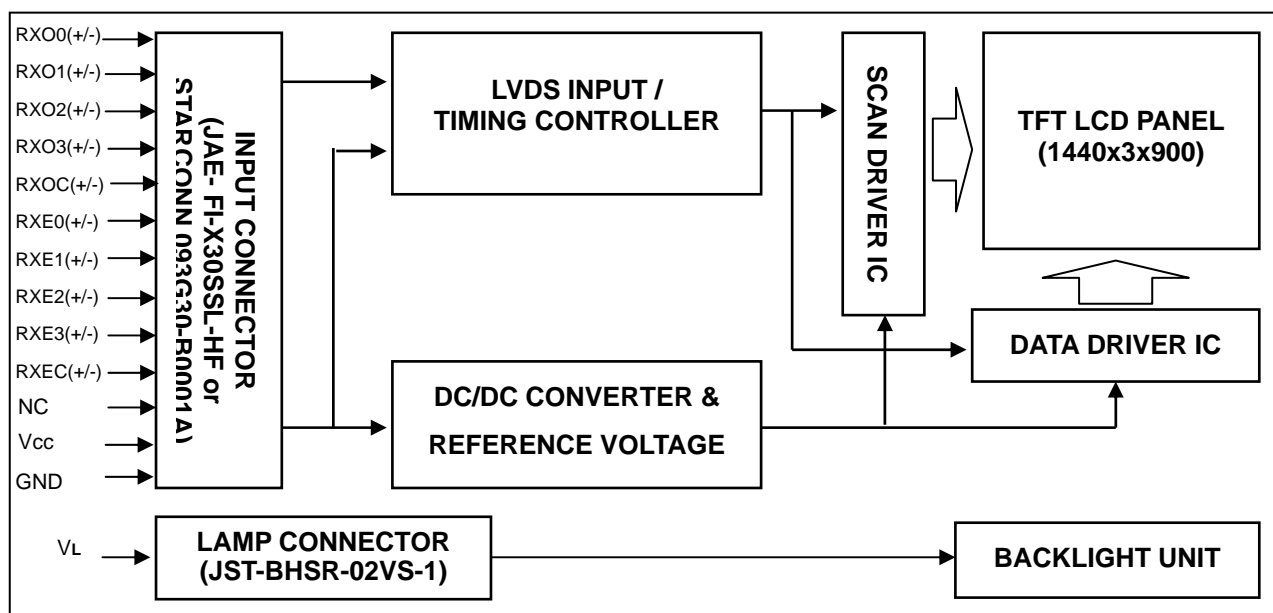 RXO0(+/-)
RXO1(+/-)
RXO2(+/-)
RXO3(+/-)
RXOC(+/-)
RXE0(+/-)
RXE1(+/-)
RXE2(+/-)
RXE3(+/-)
RXEC(+/-)
NC
Vcc
GND
VL
INPUT CONNECTOR
(JAE- FI-X30SSL-HF or
STARCONN 093G30-B0001A)
LVDS INPUT /
TIMING CONTROLLER
SCAN DRIVER IC
TFT LCD PANEL
(1440x3x900)
DATA DRIVER IC
DC/DC CONVERTER &
REFERENCE VOLTAGE
LAMP CONNECTOR
(JST-BHSR-02VS-1)
BACKLIGHT UNIT